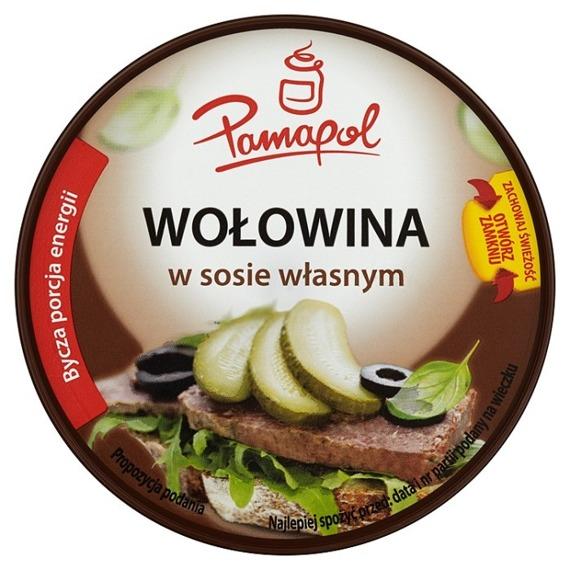 Pamapol
WOŁOWINA
w sosie własnym
Bycza porcja energii
ZACHOWAJ ŚWIEŻOŚĆ
OTWÓRZ
ZAMKNIJ
Propozycja podania
Najlepiej spożyć przed: data i nr partii podany na wieczku